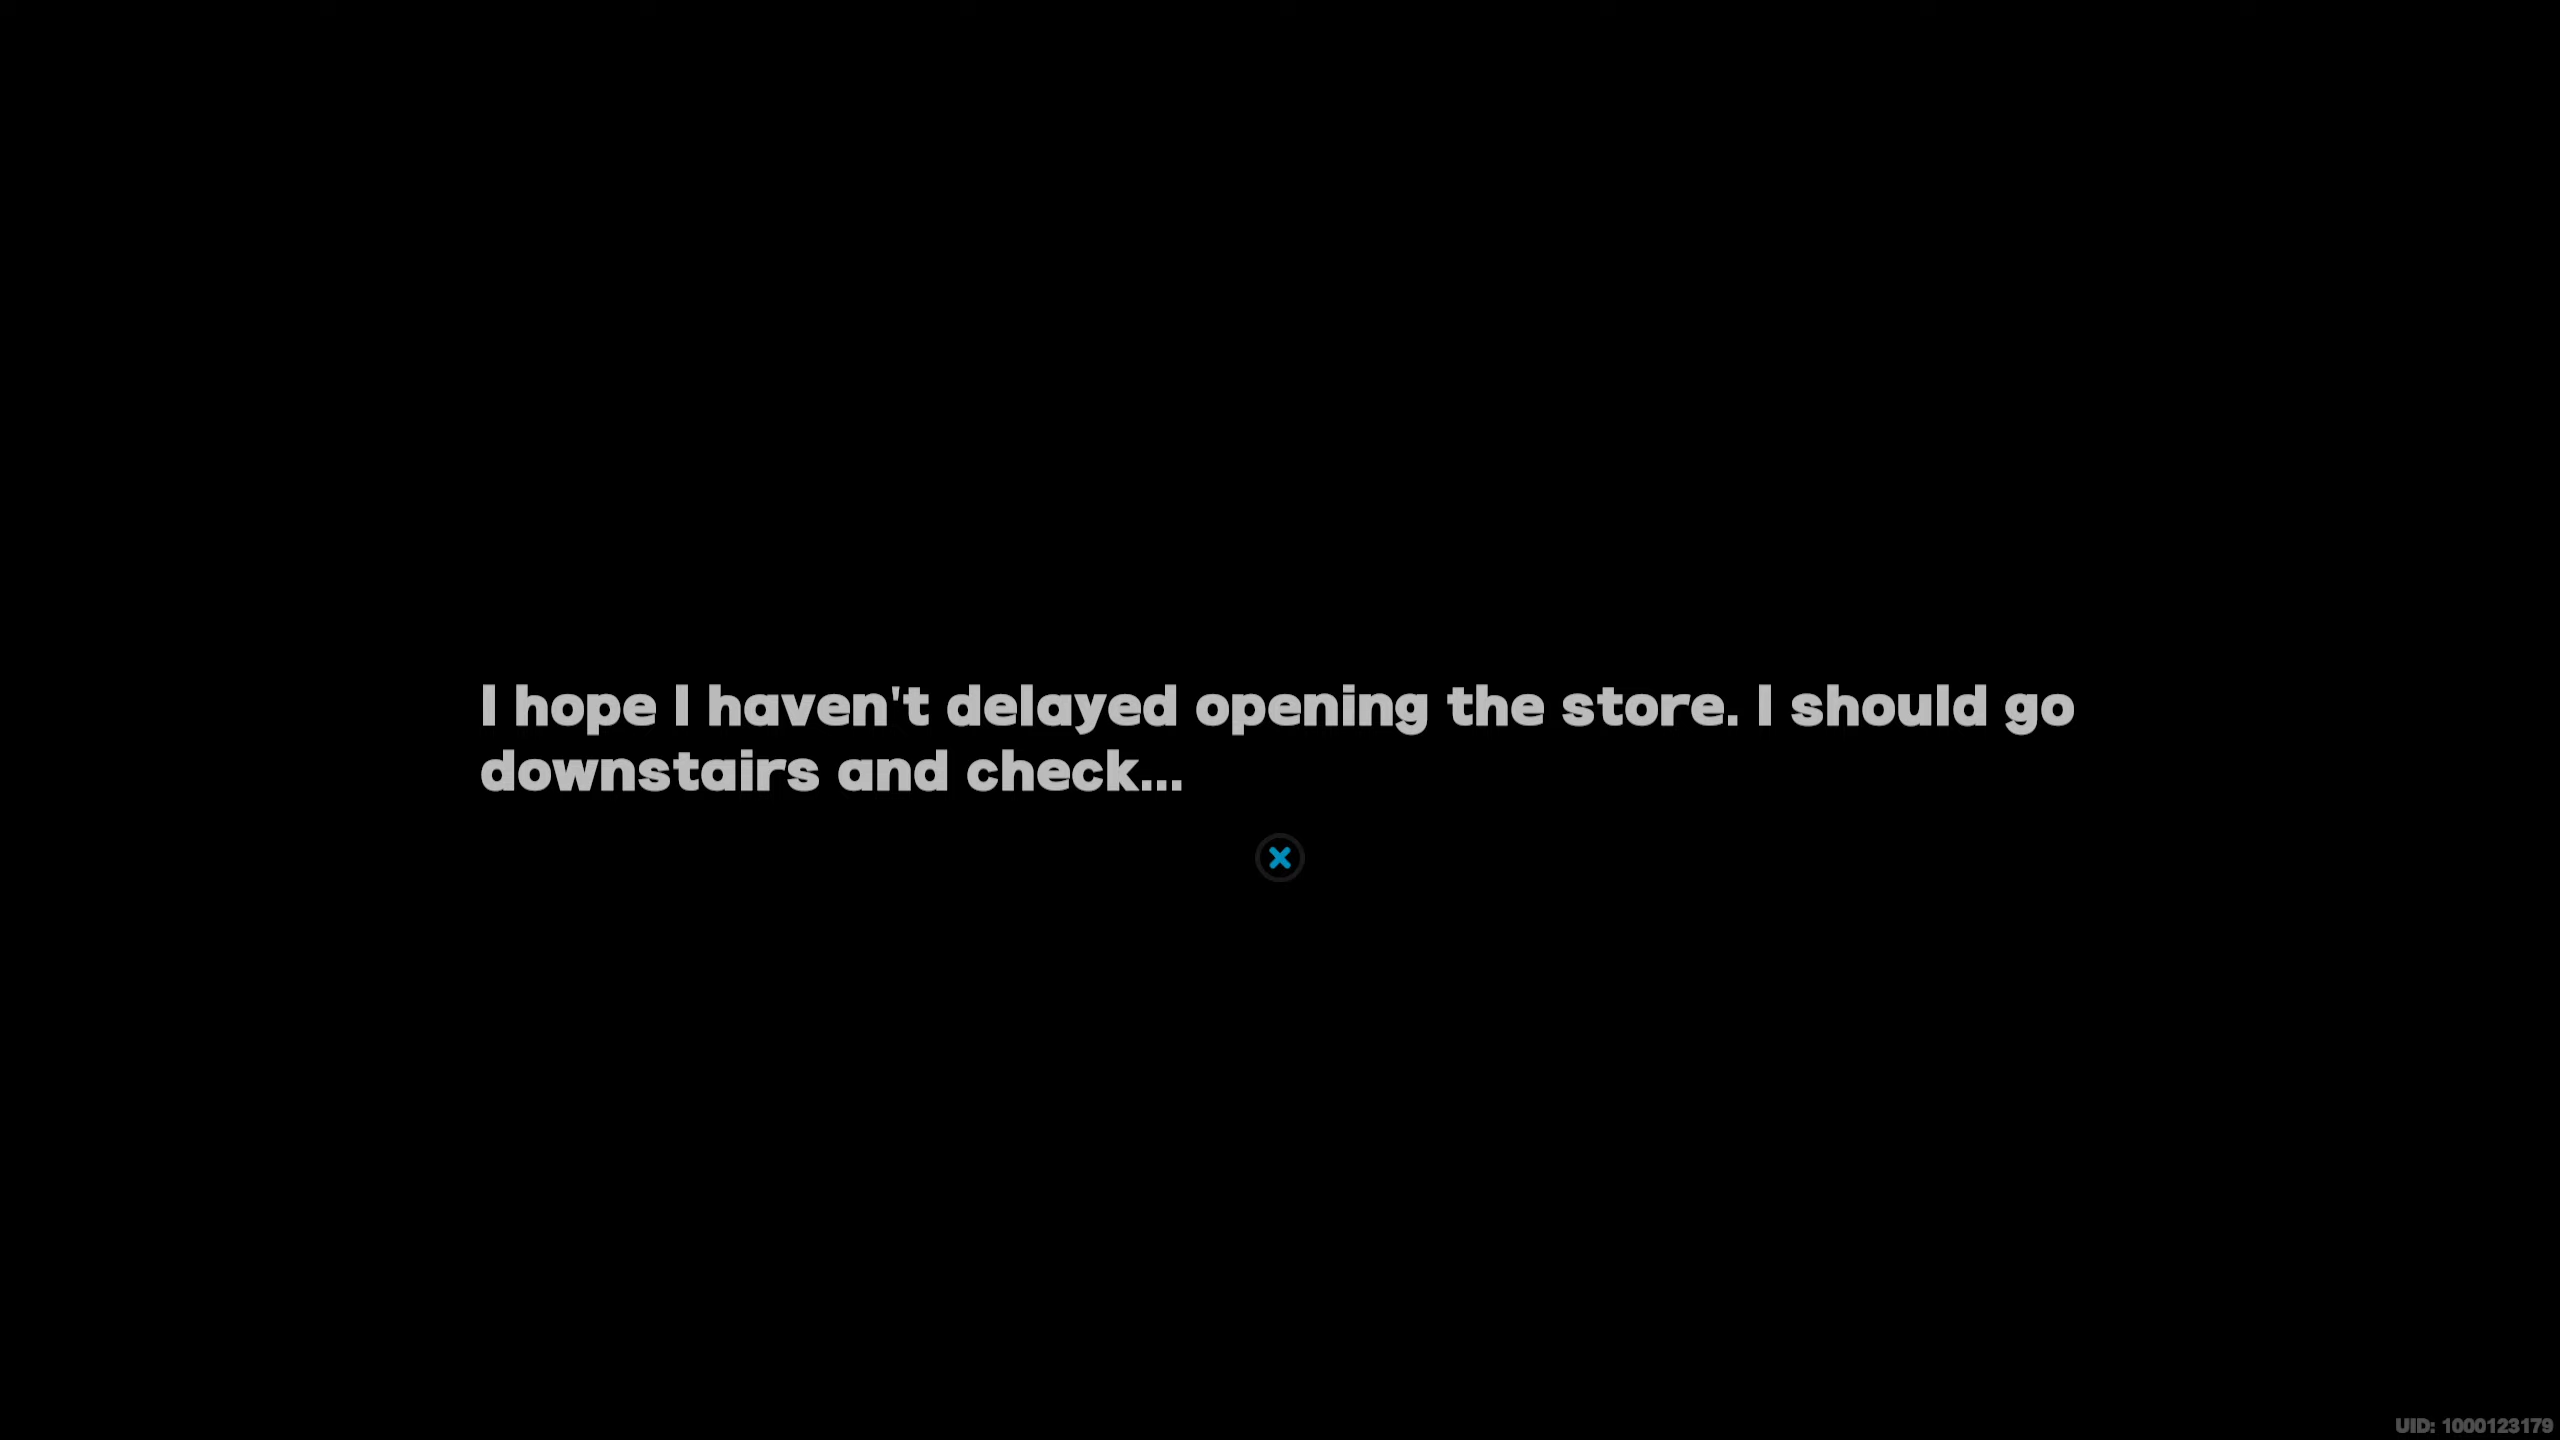 I hope I haven't delayed opening the store. I should go
downstairs and check...
UID: 1000123179